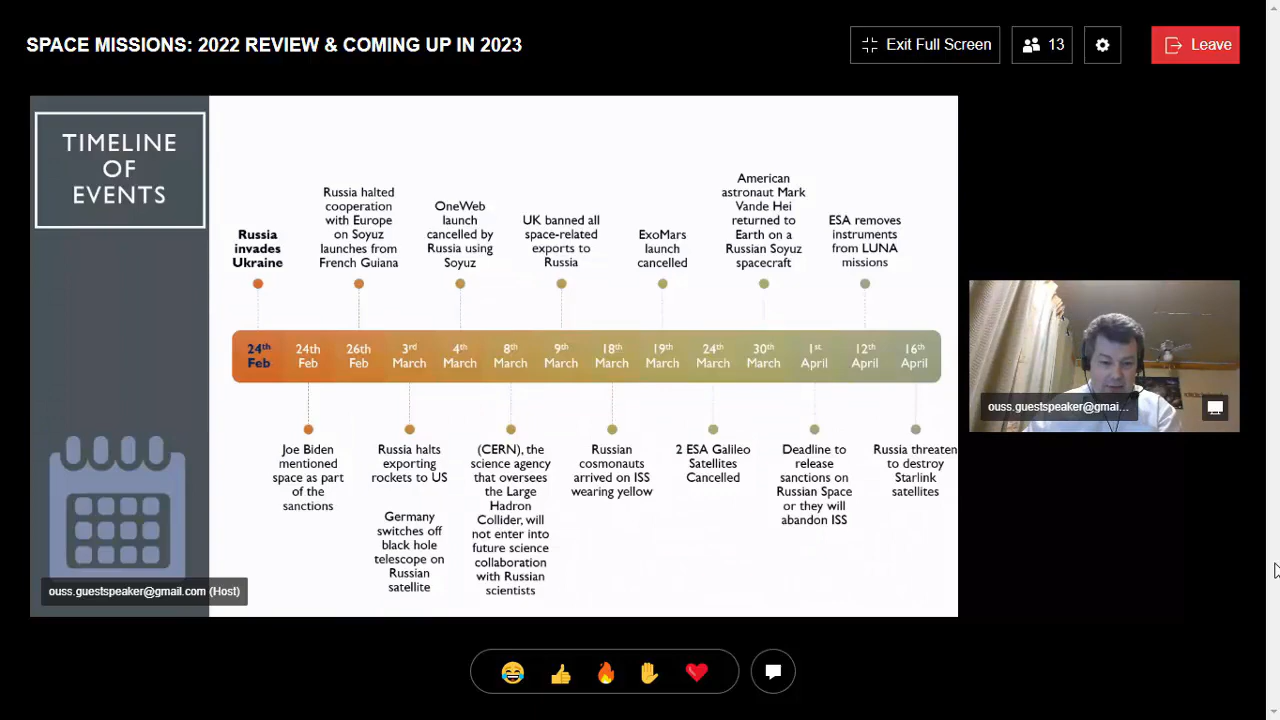 SPACE MISSIONS: 2022 REVIEW & COMING UP IN 2023
Exit Full Screen
13
Leave
TIMELINE
OF
EVENTS
Russia
invades
Ukraine
Russia halted
cooperation
with Europe
on Soyuz
launches from
French Guiana
OneWeb
launch
cancelled by
Russia using
Soyuz
UK banned all
space-related
exports to
Russia
ExoMars
launch
cancelled
American
astronaut Mark
Vande Hei
returned to
Earth on a
Russian Soyuz
spacecraft
ESA removes
instruments
from LUNA
missions
24th
Feb
24th
Feb
26th
Feb
3rd
March
4th
March
8th
March
9th
March
18th
March
19th
March
24th
March
30th
March
1st
April
12th
April
16th
April
Joe Biden
mentioned
space as part
of the
sanctions
Russia halts
exporting
rockets to US
Germany
switches off
black hole
telescope on
Russian
satellite
(CERN), the
science agency
that oversees
the Large
Hadron
Collider, will
not enter into
future science
collaboration
with Russian
scientists
Russian
cosmonauts
arrived on ISS
wearing yellow
2 ESA Galileo
Satellites
Cancelled
Deadline to
release
sanctions on
Russian Space
or they will
abandon ISS
Russia threaten
to destroy
Starlink
satellites
ouss.guestspeaker@gmail.com (Host)
ouss.guestspeaker@gmai...